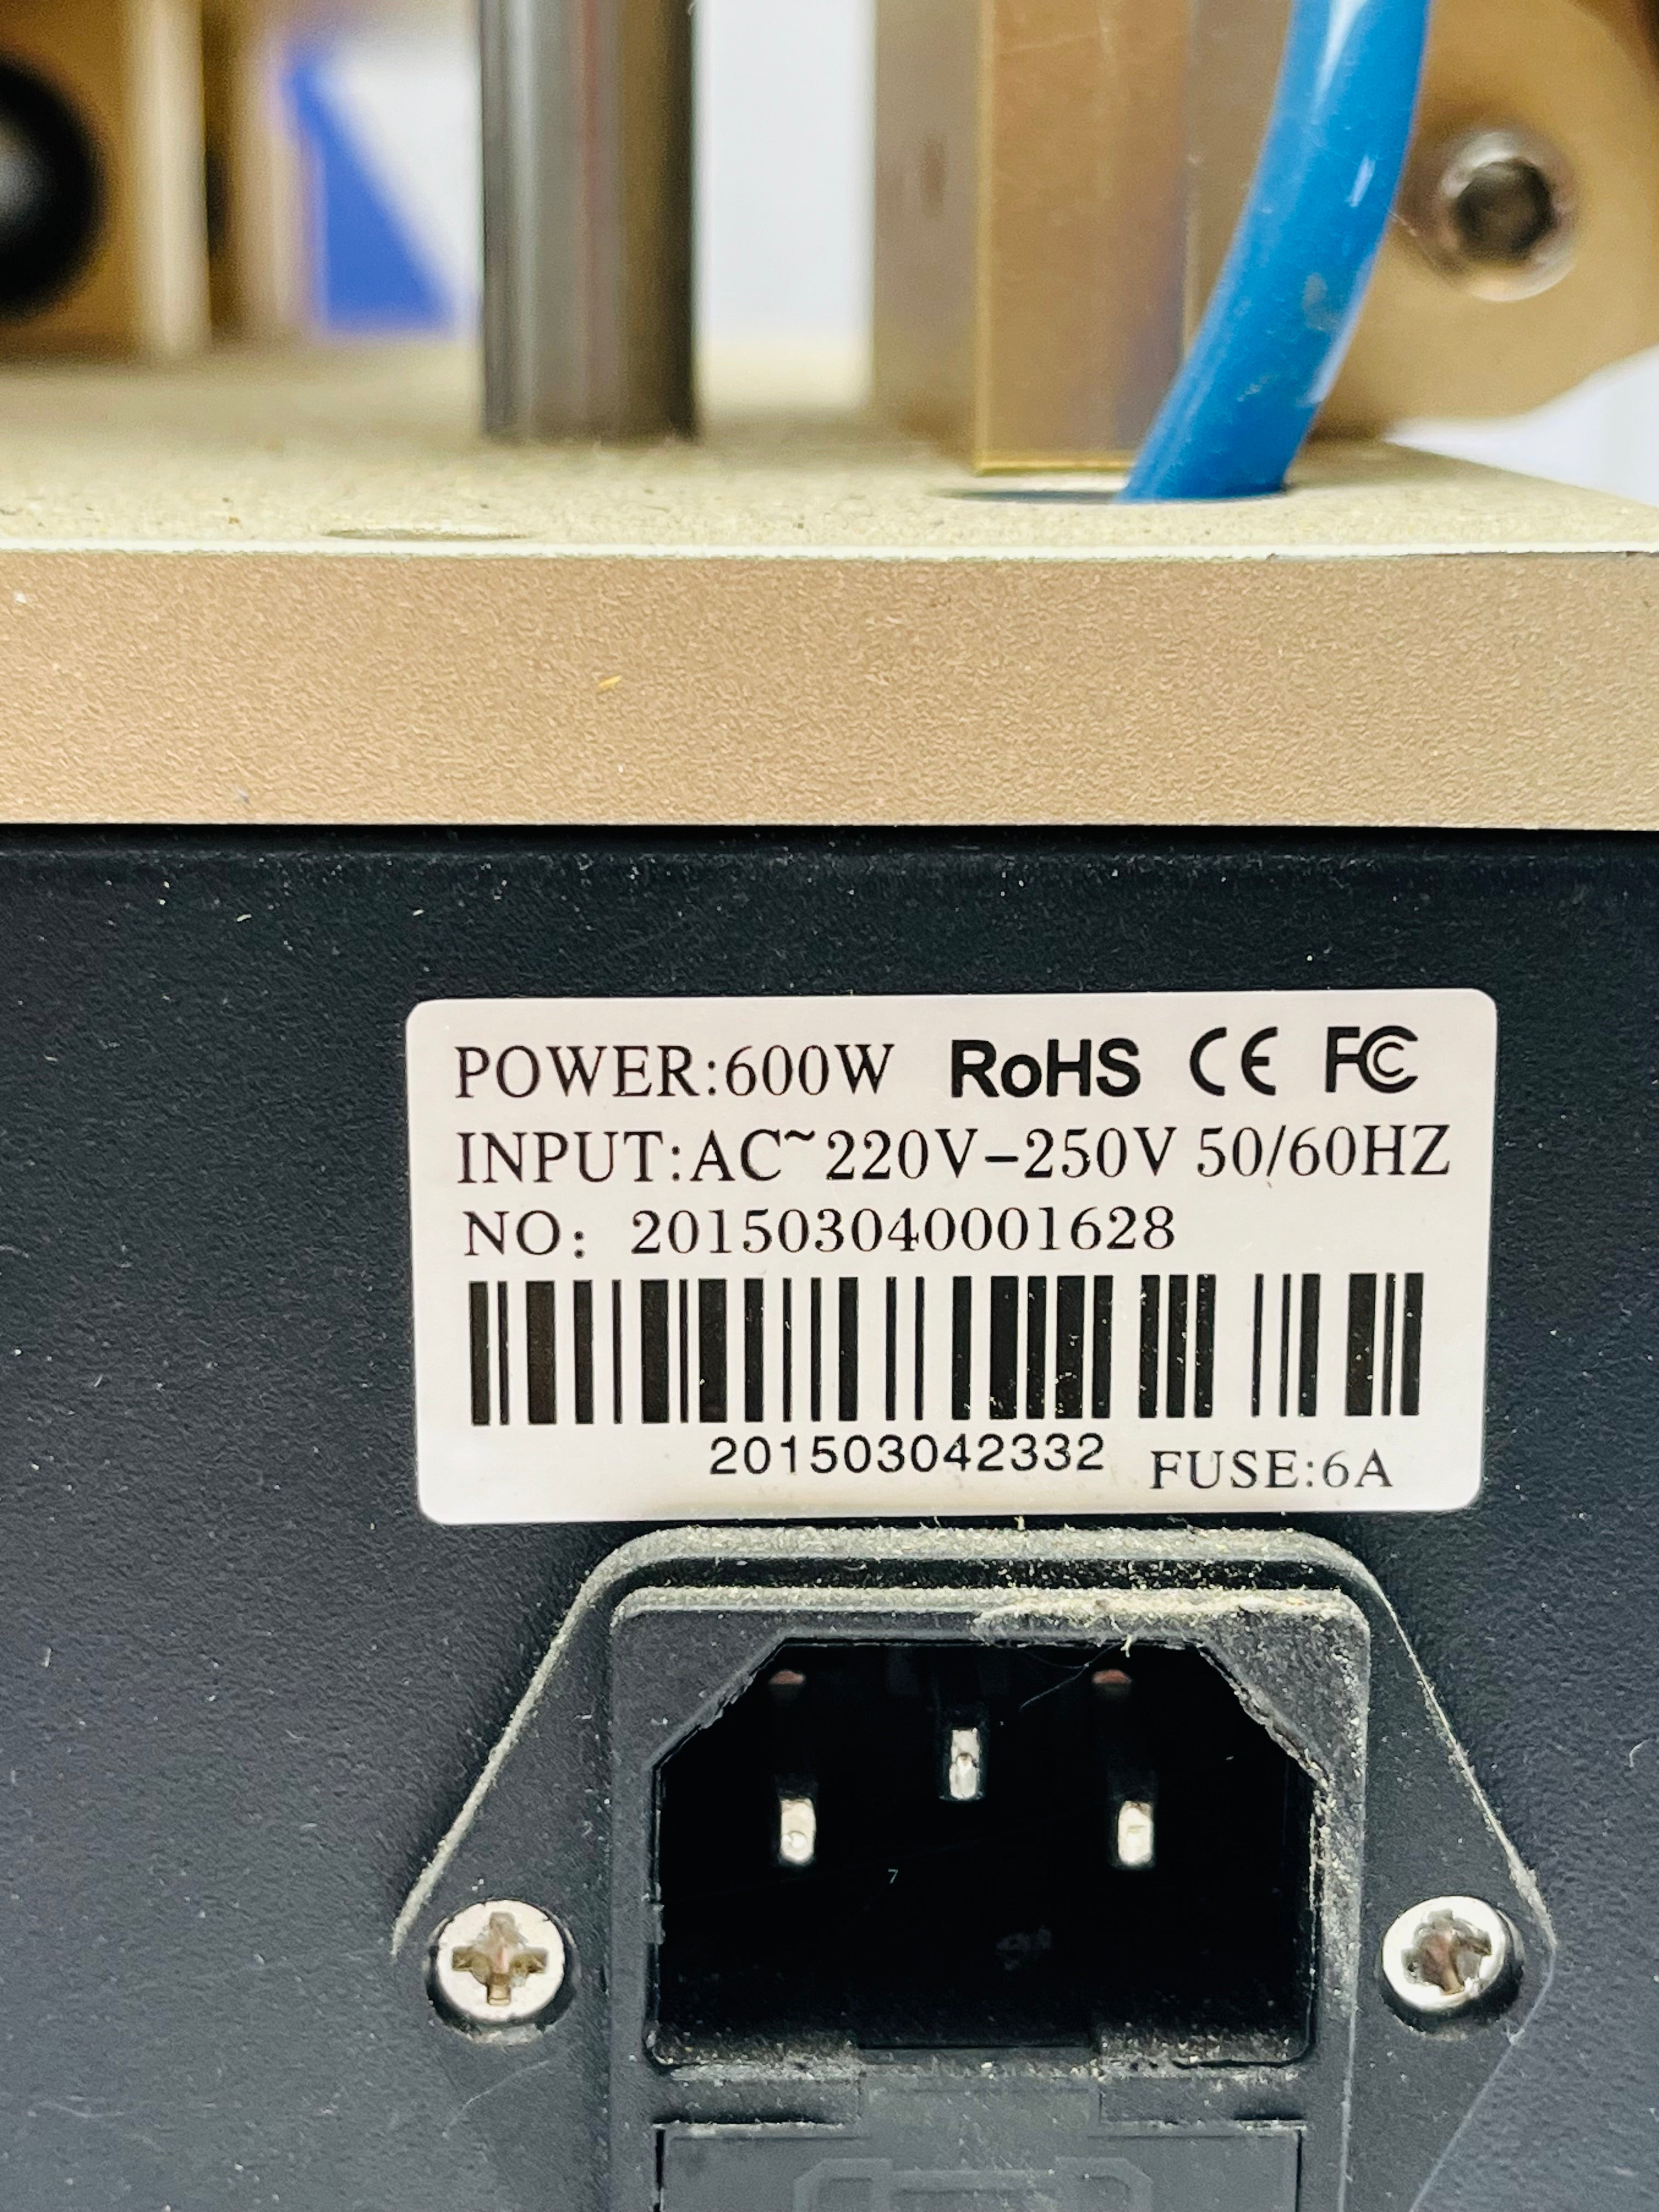 POWER:600W RoHS CE FC
INPUT:AC~220V-250V 50/60HZ
NO: 201503040001628
201503042332 FUSE:6A